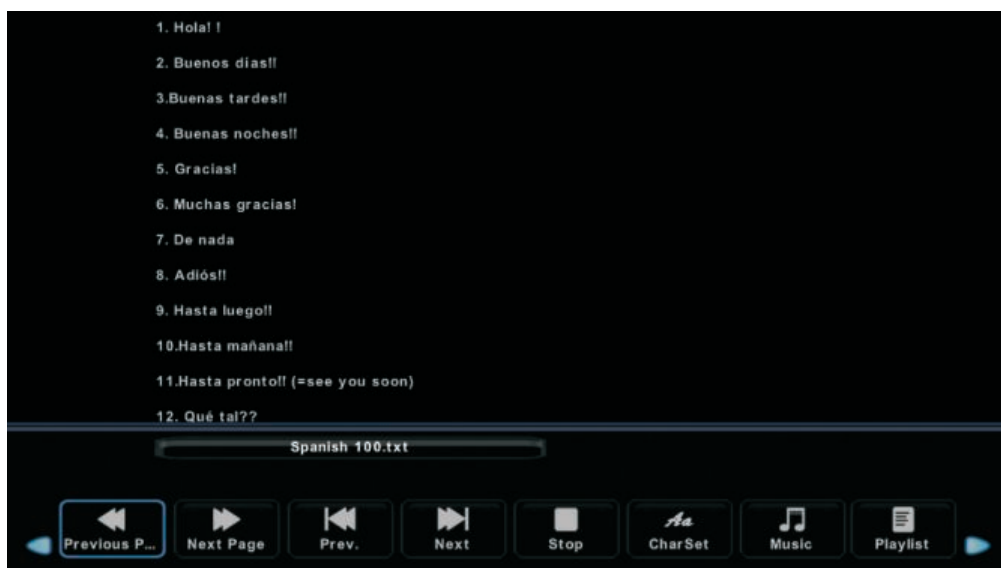 1. Hola! !
2. Buenos días!!
3.Buenas tardes!!
4. Buenas noches!!
5. Gracias!
6. Muchas gracias!
7. De nada
8. Adiós!!
9. Hasta luego!!
10.Hasta mañana!!
11.Hasta pronto!! (=see you soon)
12. Qué tal??
Spanish 100.txt
Previous P... Next Page Prev. Next Stop Aa CharSet Music Playlist